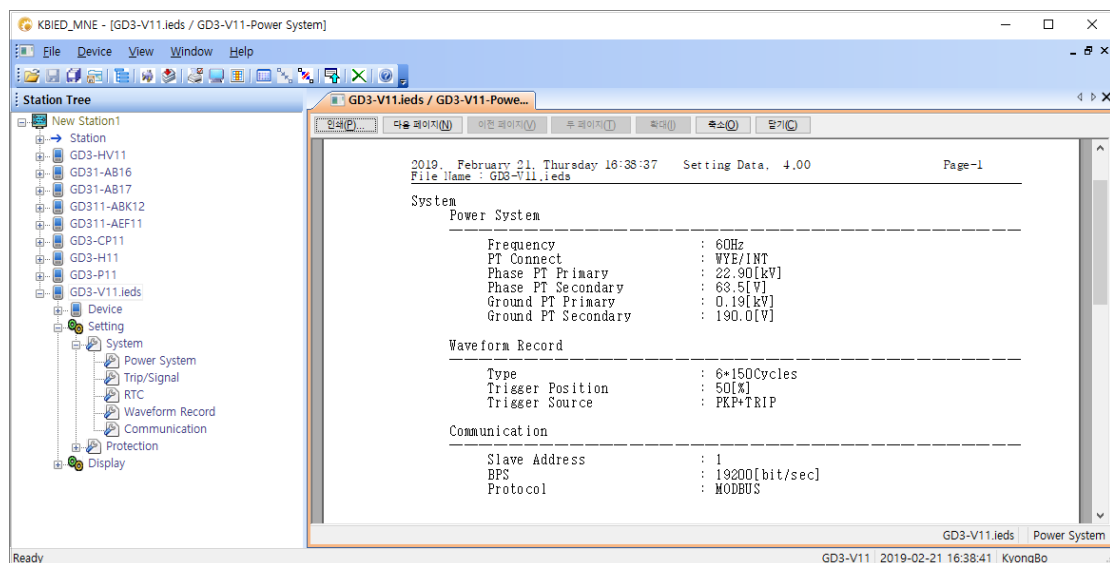 KBIED_MNE - [GD3-V11.ieds / GD3-V11-Power System]
File Device View Window Help
Station Tree
GD3-V11.ieds / GD3-V11-Powe...
New Station1
Station
GD3-HV11
GD31-AB16
GD31-AB17
GD311-ABK12
GD311-AEF11
GD3-CP11
GD3-H11
GD3-P11
GD3-V11.ieds
Device
Setting
System
Power System
Trip/Signal
RTC
Waveform Record
Communication
Protection
Display
인쇄(P)... 다음 페이지(N) 이전 페이지(V) 두 페이지(T) 확대(I) 축소(O) 닫기(C)
2019. February 21. Thursday 16:38:37 Setting Data. 4.00 Page-1
File Name : GD3-V11.ieds
System
Power System
Frequency : 60Hz
PT Connect : WYE/INT
Phase PT Primary : 22.90[kV]
Phase PT Secondary : 63.5[V]
Ground PT Primary : 0.19[kV]
Ground PT Secondary : 190.0[V]
Waveform Record
Type : 6*150Cycles
Trigger Position : 50[%]
Trigger Source : PKP+TRIP
Communication
Slave Address : 1
BPS : 19200[bit/sec]
Protocol : MODBUS
GD3-V11.ieds Power System
Ready GD3-V11 2019-02-21 16:38:41 KyongBo